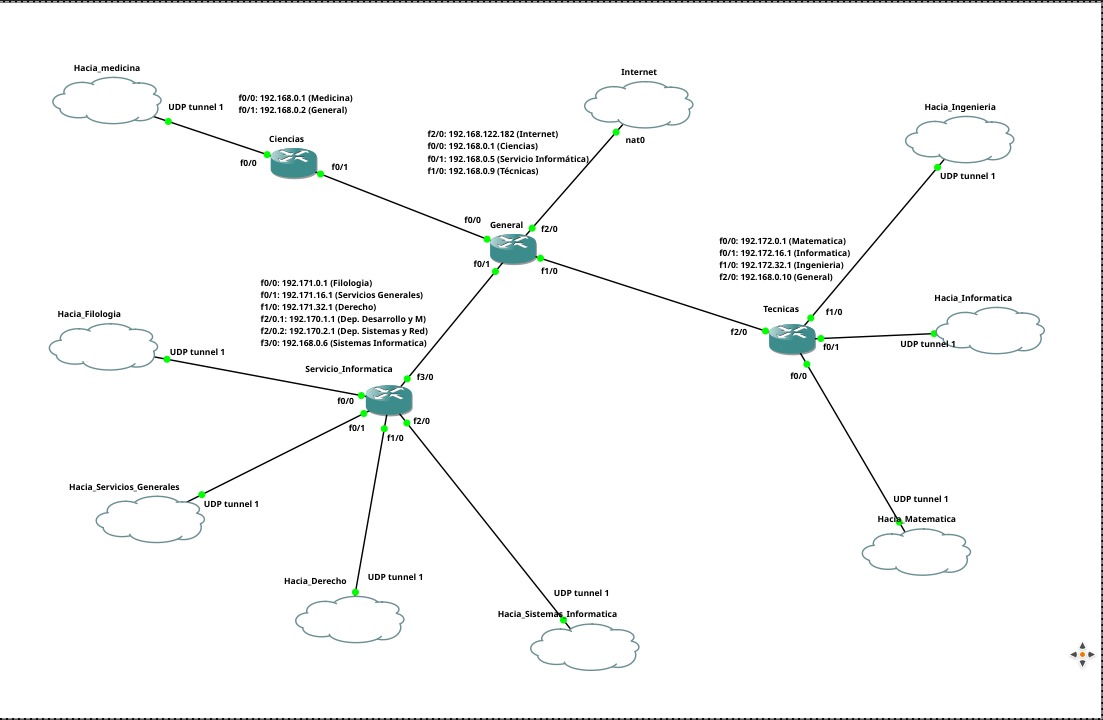 Hacia_medicina
UDP tunnel 1
f0/0: 192.168.0.1 (Medicina)
f0/1: 192.168.0.2 (General)
Ciencias
f0/0
f0/1
Internet
nat0
f2/0: 192.168.122.182 (Internet)
f0/0: 192.168.0.1 (Ciencias)
f0/1: 192.168.0.5 (Servicio Informática)
f1/0: 192.168.0.9 (Técnicas)
Hacia_Ingenieria
UDP tunnel 1
f0/0
General
f2/0
f0/1
f1/0
f0/0: 192.172.0.1 (Matematica)
f0/1: 192.172.16.1 (Informatica)
f1/0: 192.172.32.1 (Ingenieria)
f2/0: 192.168.0.10 (General)
f0/0: 192.171.0.1 (Filologia)
f0/1: 192.171.16.1 (Servicios Generales)
f1/0: 192.171.32.1 (Derecho)
f2/0.1: 192.170.1.1 (Dep. Desarrollo y M)
f2/0.2: 192.170.2.1 (Dep. Sistemas y Red)
f3/0: 192.168.0.6 (Sistemas Informatica)
Hacia_Filologia
UDP tunnel 1
Tecnicas
f1/0
f2/0
f0/1
f0/0
Hacia_Informatica
UDP tunnel 1
Servicio_Informatica
f3/0
f0/0
f0/1
f1/0
f2/0
Hacia_Servicios_Generales
UDP tunnel 1
UDP tunnel 1
Hacia_Matematica
Hacia_Derecho
UDP tunnel 1
UDP tunnel 1
Hacia_Sistemas_Informatica